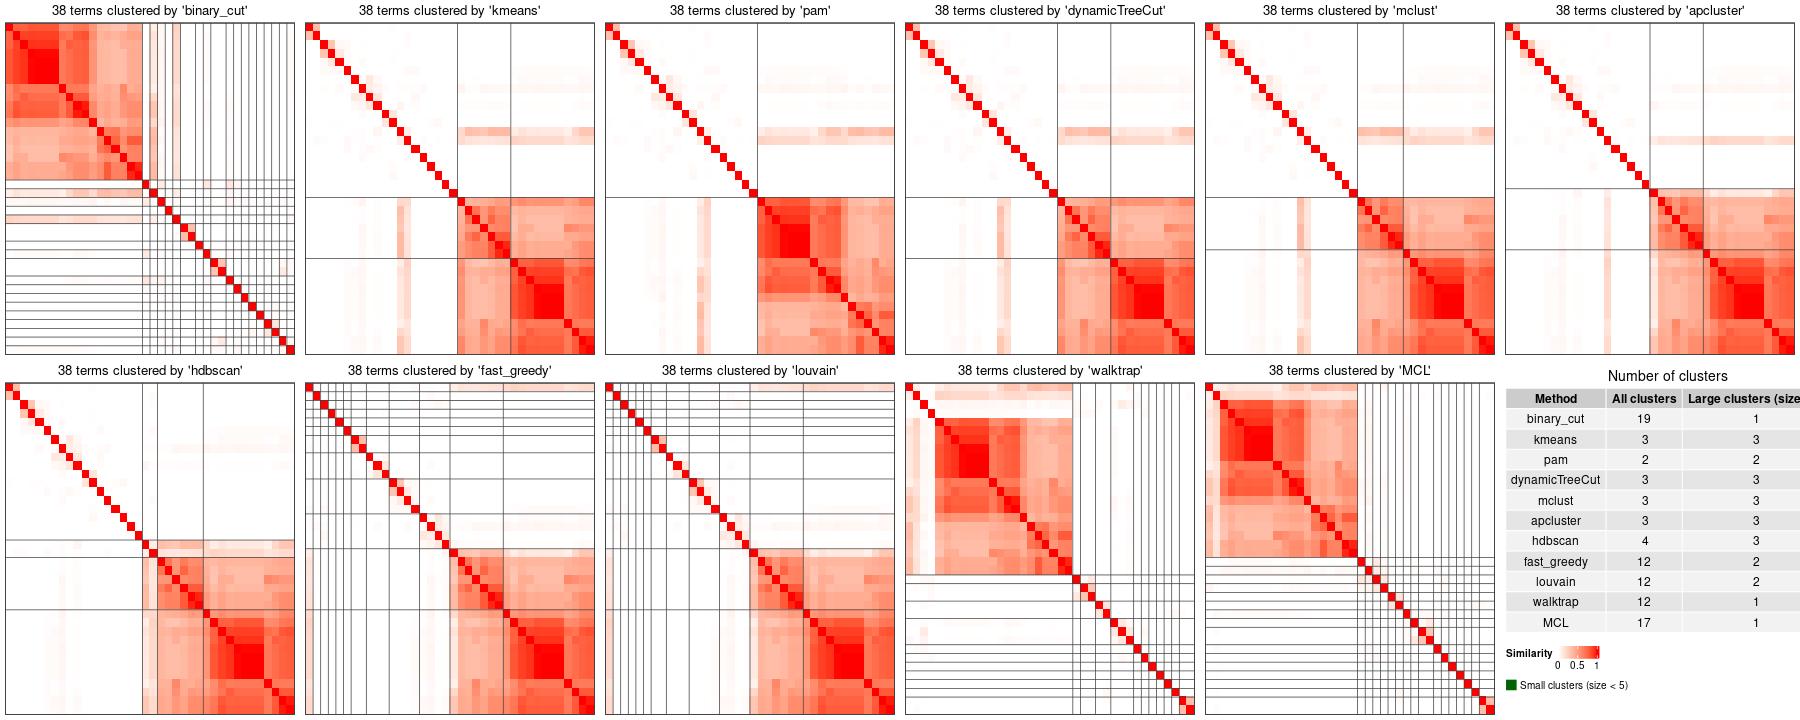 38 terms clustered by 'binary_cut'
38 terms clustered by 'kmeans'
38 terms clustered by 'pam'
38 terms clustered by 'dynamicTreeCut'
38 terms clustered by 'mclust'
38 terms clustered by 'apcluster'
38 terms clustered by 'hdbscan'
38 terms clustered by 'fast_greedy'
38 terms clustered by 'louvain'
38 terms clustered by 'walktrap'
38 terms clustered by 'MCL'
Number of clusters
Method All clusters Large clusters (size
binary_cut 19 1
kmeans 3 3
pam 2 2
dynamicTreeCut 3 3
mclust 3 3
apcluster 3 3
hdbscan 4 3
fast_greedy 12 2
louvain 12 2
walktrap 12 1
MCL 17 1
Similarity
0 0.5 1
Small clusters (size < 5)